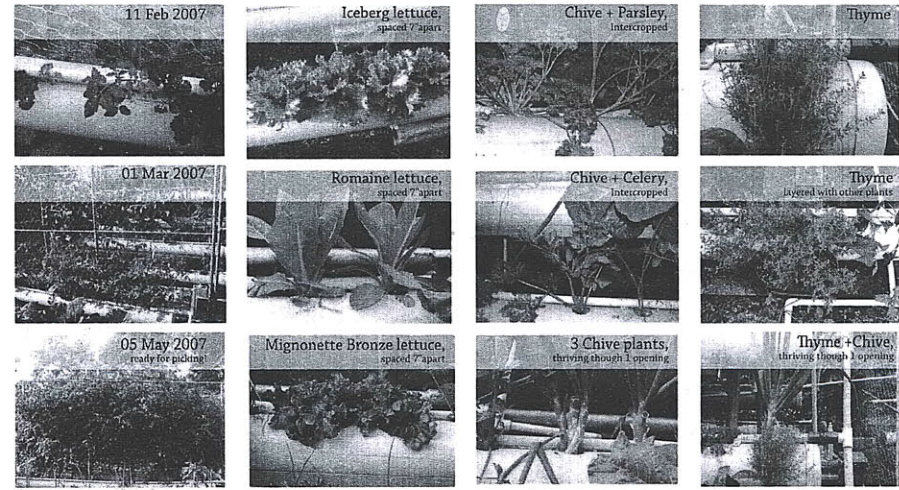 11 Feb 2007
Iceberg lettuce,
spaced 7"apart
Chive + Parsley,
Intercropped
Thyme
01 Mar 2007
Romaine lettuce,
spaced 7"apart
Chive + Celery,
Intercropped
Thyme
layered with other plants
05 May 2007
ready for picking!
Mignonette Bronze lettuce,
spaced 7"apart
3 Chive plants,
thriving though 1 opening
Thyme +Chive,
thriving though 1 opening